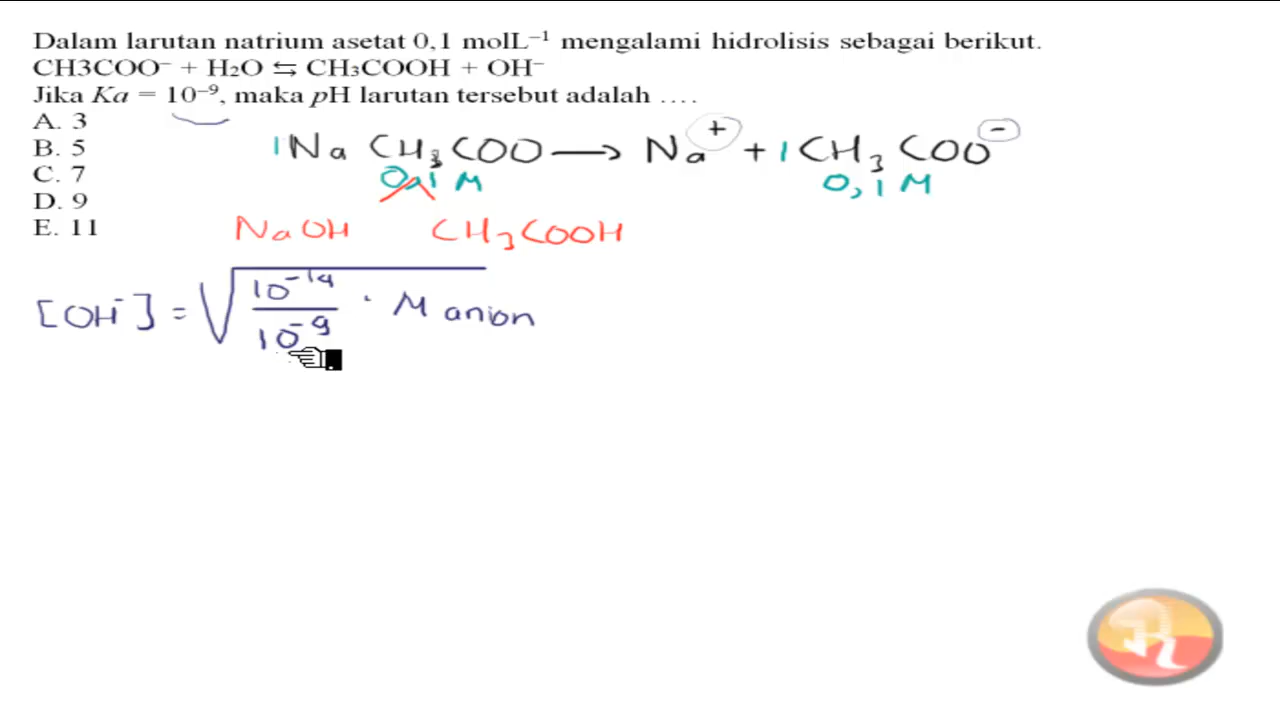 Dalam larutan natrium asetat 0,1 molL⁻¹ mengalami hidrolisis sebagai berikut.
CH3COO⁻ + H₂O ⇆ CH₃COOH + OH⁻
Jika Ka = 10⁻⁹, maka pH larutan tersebut adalah ….
A. 3
B. 5
C. 7
D. 9
E. 11
1Na CH₃COO → Na⁺ + 1CH₃COO⁻
0,1 M 0,1 M
NaOH CH₃COOH
[OH⁻] = √ 10⁻¹⁴ / 10⁻⁹ · M anion